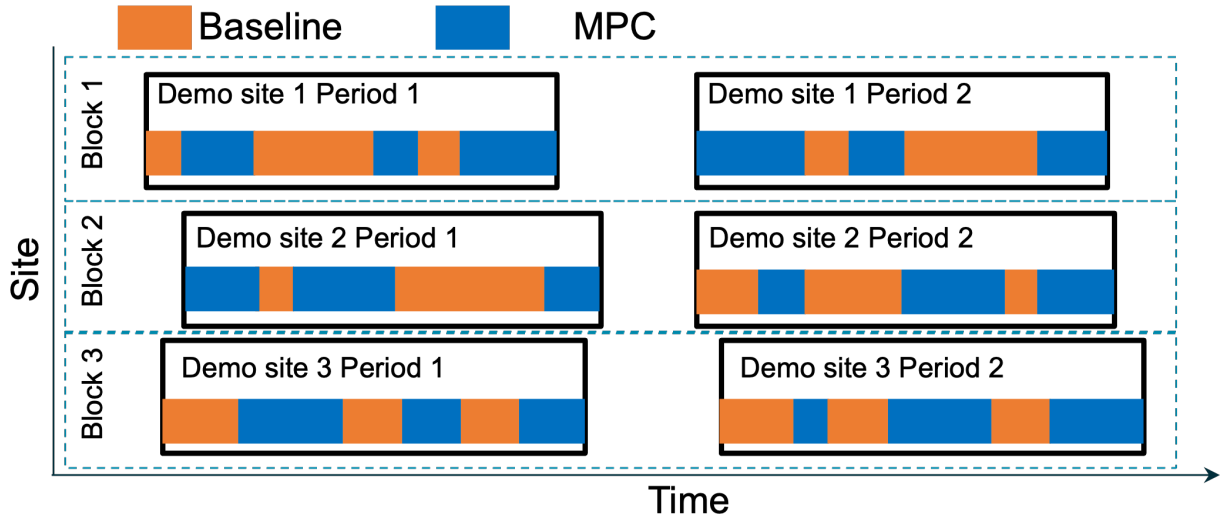 Baseline
MPC
Site
Block 1
Demo site 1 Period 1
Demo site 1 Period 2
Block 2
Demo site 2 Period 1
Demo site 2 Period 2
Block 3
Demo site 3 Period 1
Demo site 3 Period 2
Time